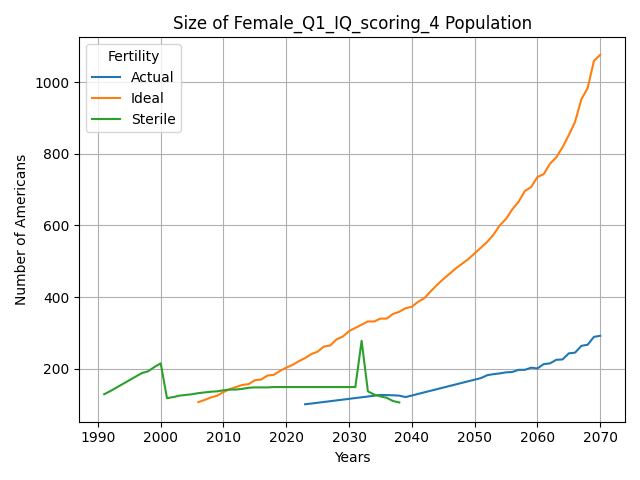 Size of Female_Q1_IQ_scoring_4 Population
Fertility
Actual
Ideal
Sterile
Number of Americans
1000
800
600
400
200
1990 2000 2010 2020 2030 2040 2050 2060 2070
Years